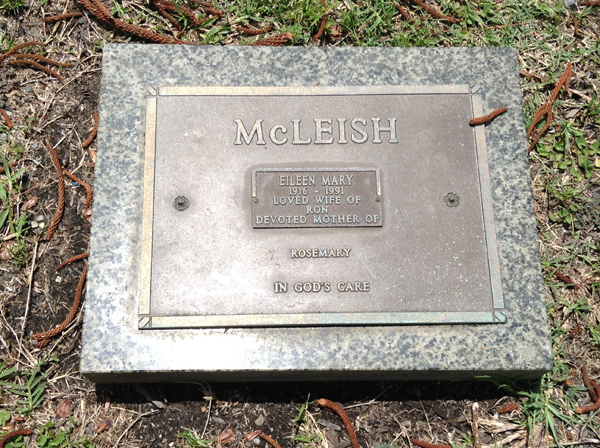 McLEISH
EILEEN MARY
1916 - 1991
LOVED WIFE OF
RON
DEVOTED MOTHER OF
ROSEMARY
IN GOD'S CARE